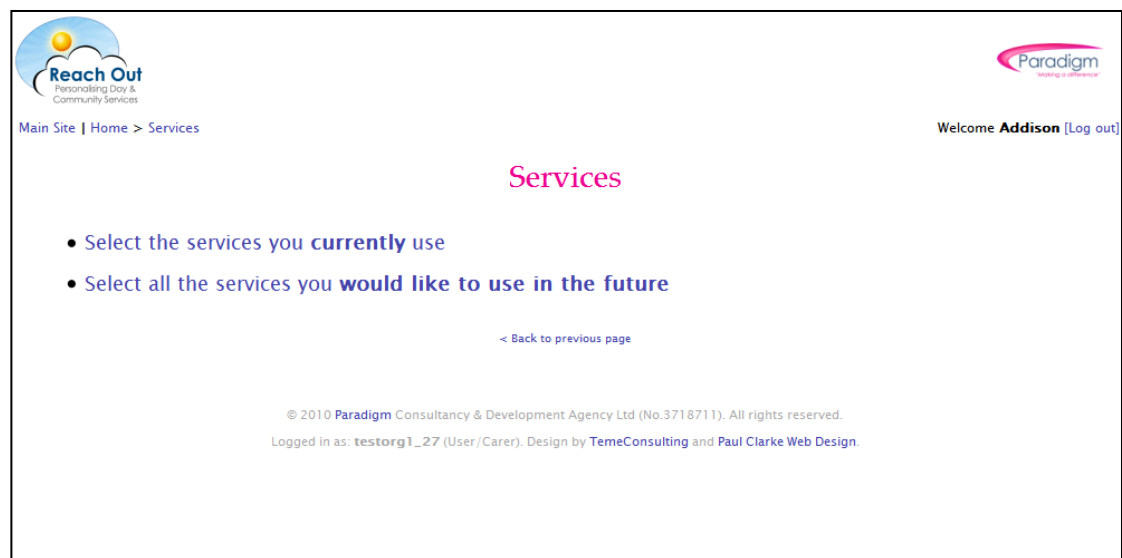 Reach Out
Personalising Day &
Community Services
Paradigm
"Making a difference"
Main Site | Home > Services
Welcome Addison [Log out]
Services
• Select the services you currently use
• Select all the services you would like to use in the future
< Back to previous page
© 2010 Paradigm Consultancy & Development Agency Ltd (No.3718711). All rights reserved.
Logged in as: testorg1_27 (User/Carer). Design by TemeConsulting and Paul Clarke Web Design.